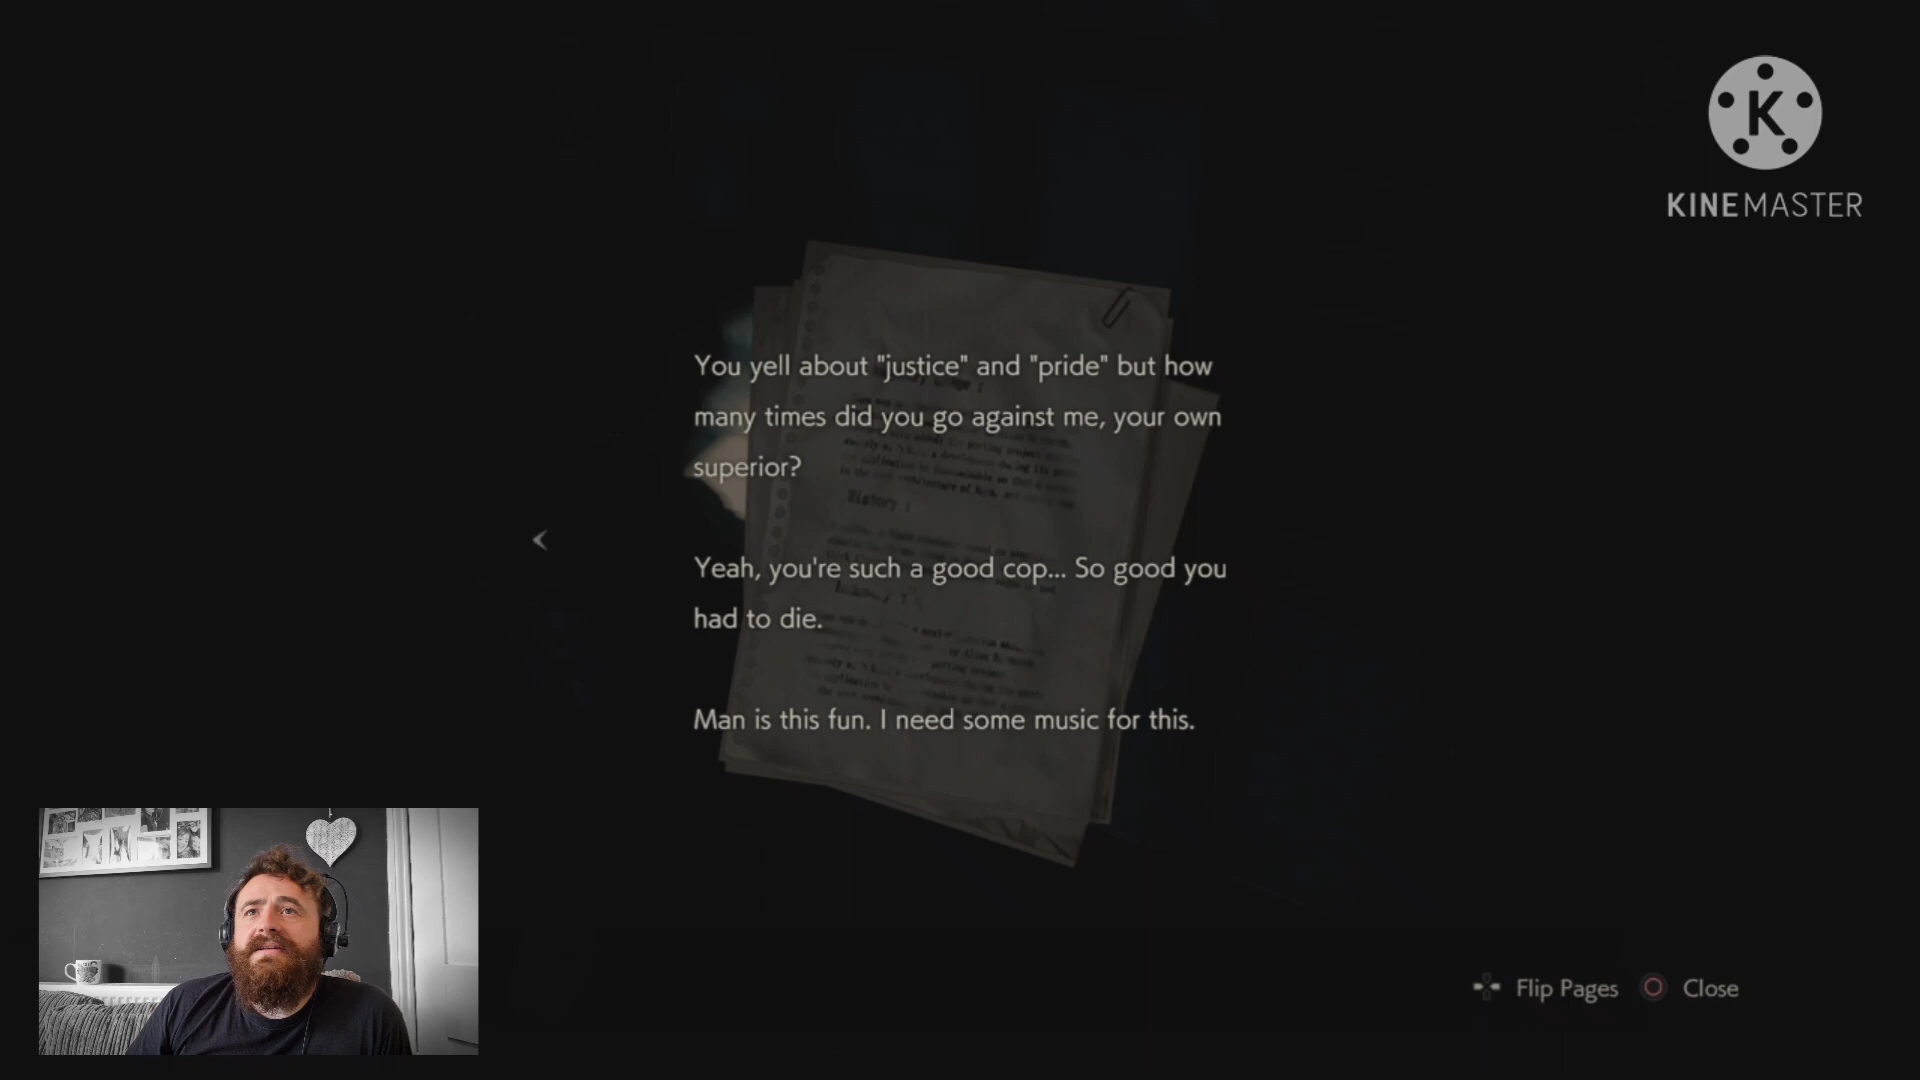 K
KINEMASTER
You yell about "justice" and "pride" but how
many times did you go against me, your own
superior?
Yeah, you're such a good cop... So good you
had to die.
Man is this fun. I need some music for this.
History :
Flip Pages
Close